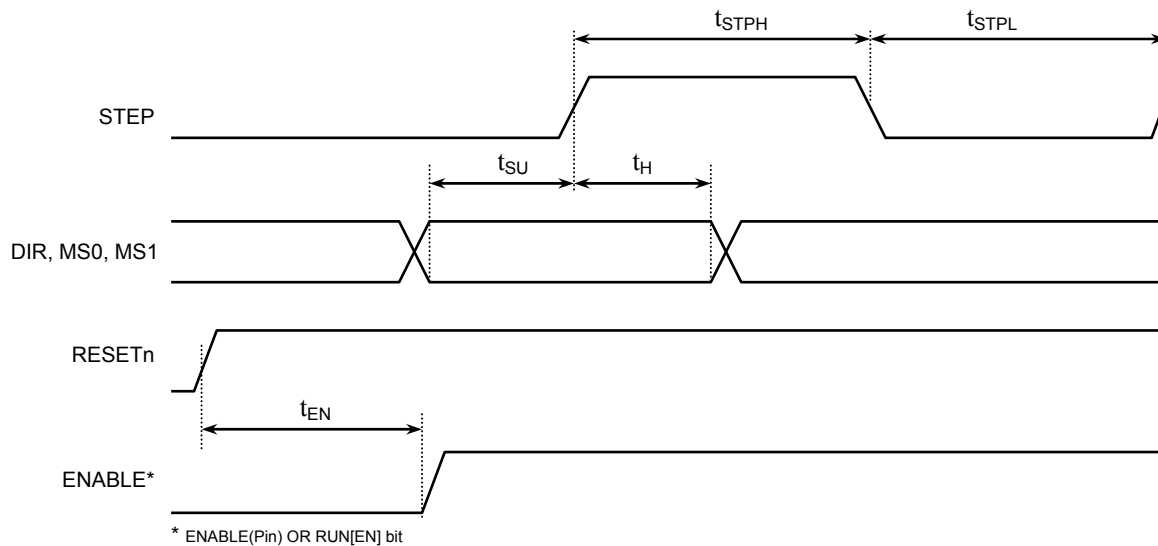 tSTPH tSTPL
STEP
tSU tH
DIR, MS0, MS1
RESETn
tEN
ENABLE*
* ENABLE(Pin) OR RUN[EN] bit